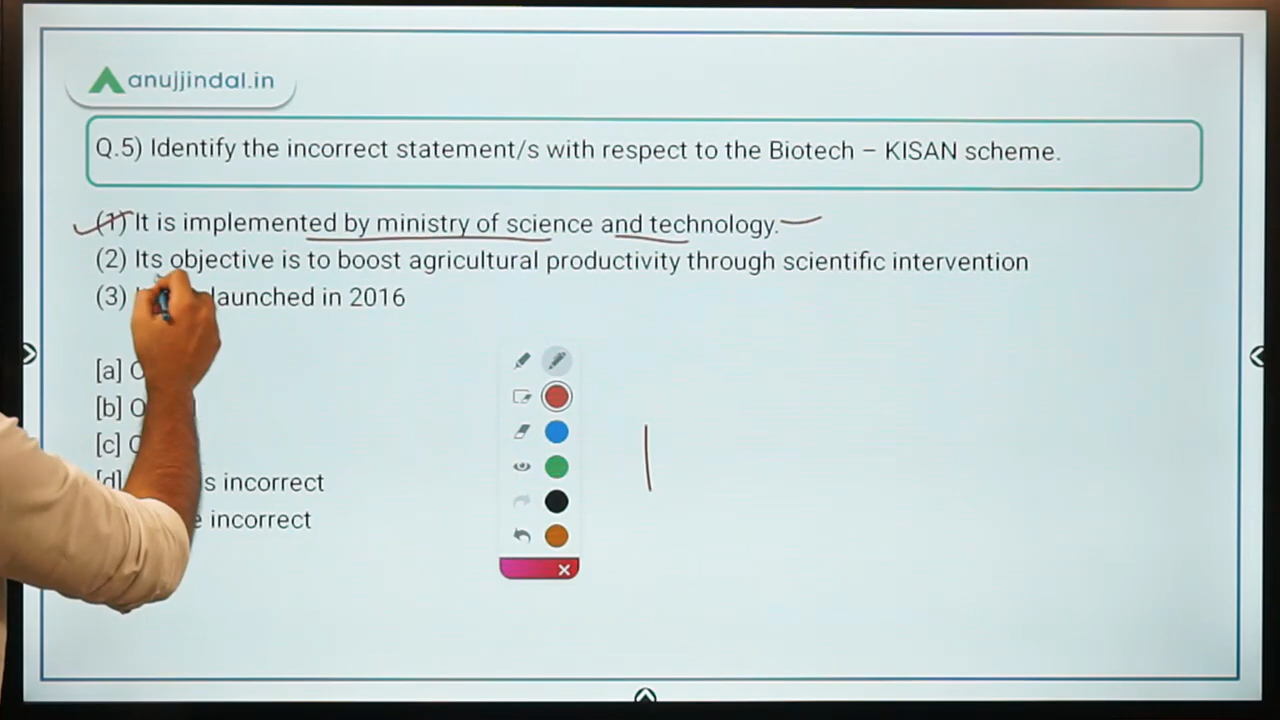 anujjindal.in
Q.5) Identify the incorrect statement/s with respect to the Biotech – KISAN scheme.
(1) It is implemented by ministry of science and technology.
(2) Its objective is to boost agricultural productivity through scientific intervention
(3) launched in 2016
[a]
[b]
[c]
[d] incorrect
incorrect